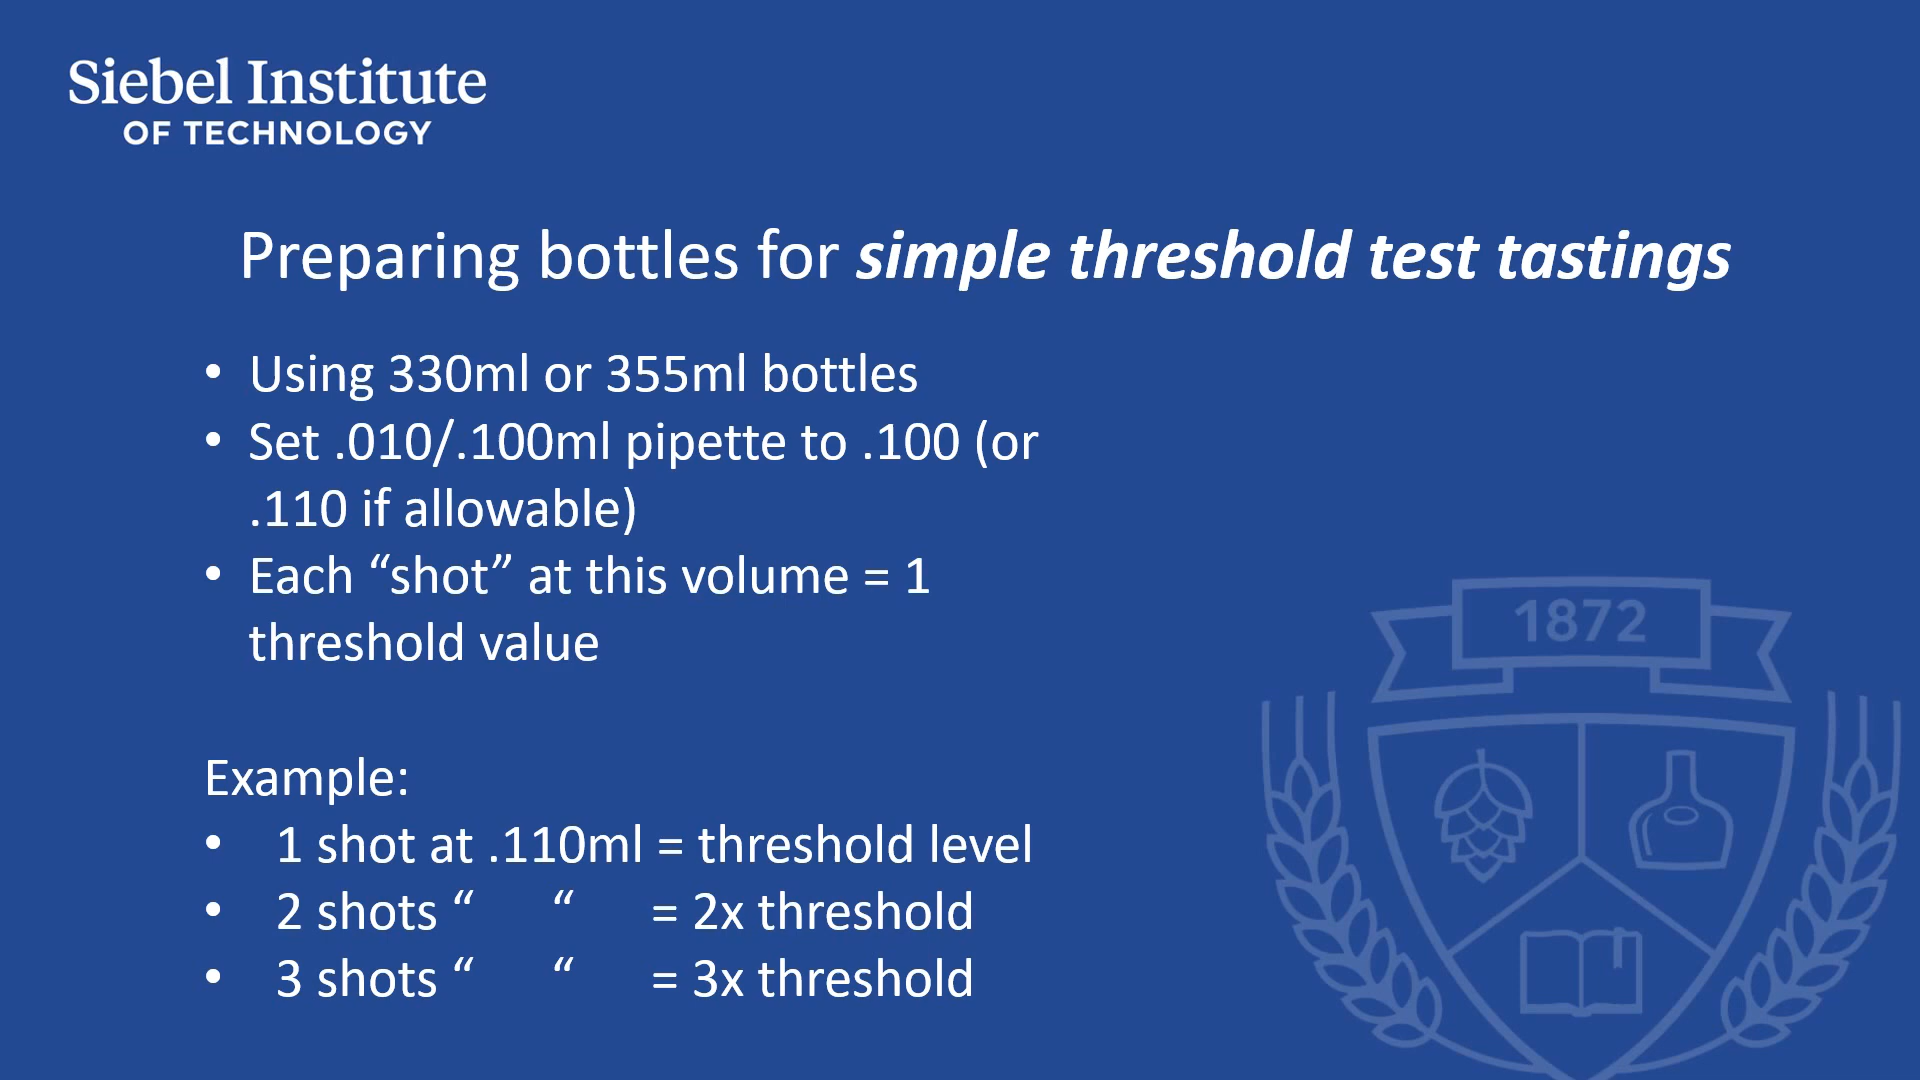 Siebel Institute
OF TECHNOLOGY
Preparing bottles for simple threshold test tastings
• Using 330ml or 355ml bottles
• Set .010/.100ml pipette to .100 (or
.110 if allowable)
• Each “shot” at this volume = 1
threshold value
Example:
• 1 shot at .110ml = threshold level
• 2 shots “ “ = 2x threshold
• 3 shots “ “ = 3x threshold
1872